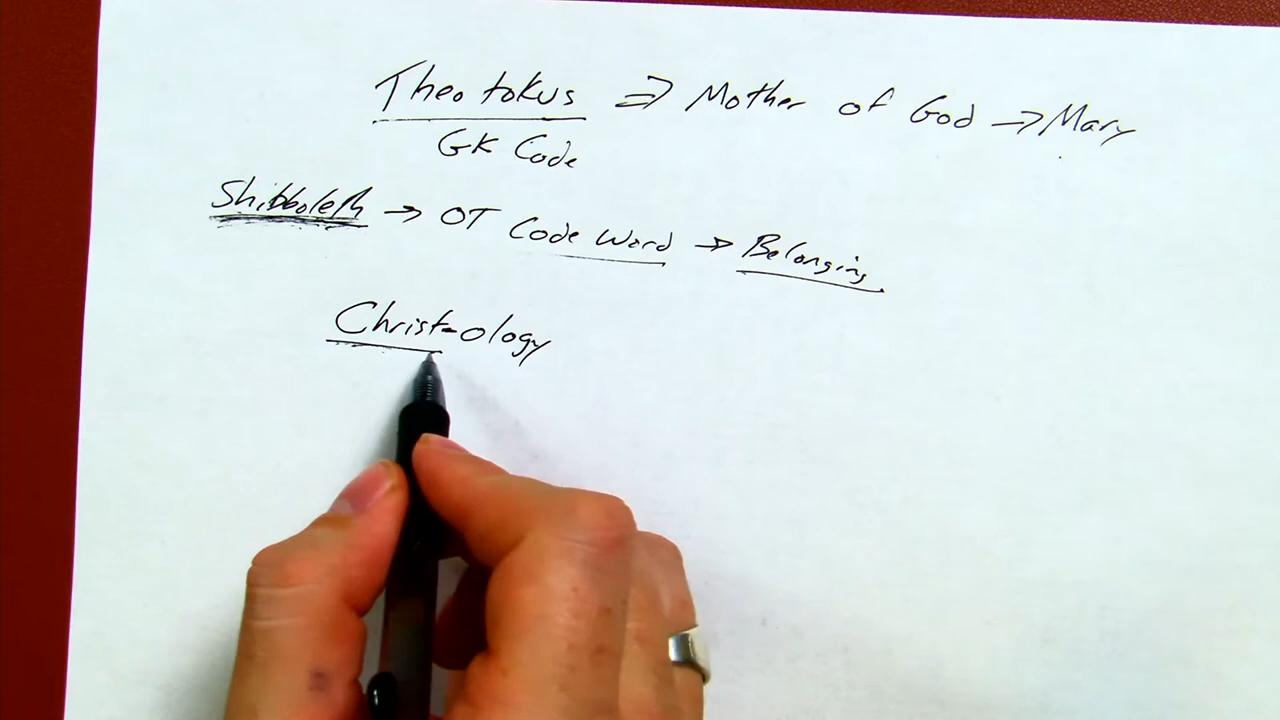 Theotokus ⇒ Mother of God → Mary
GK Code
Shibboleth → OT Code Word → Belonging
Christ-ology